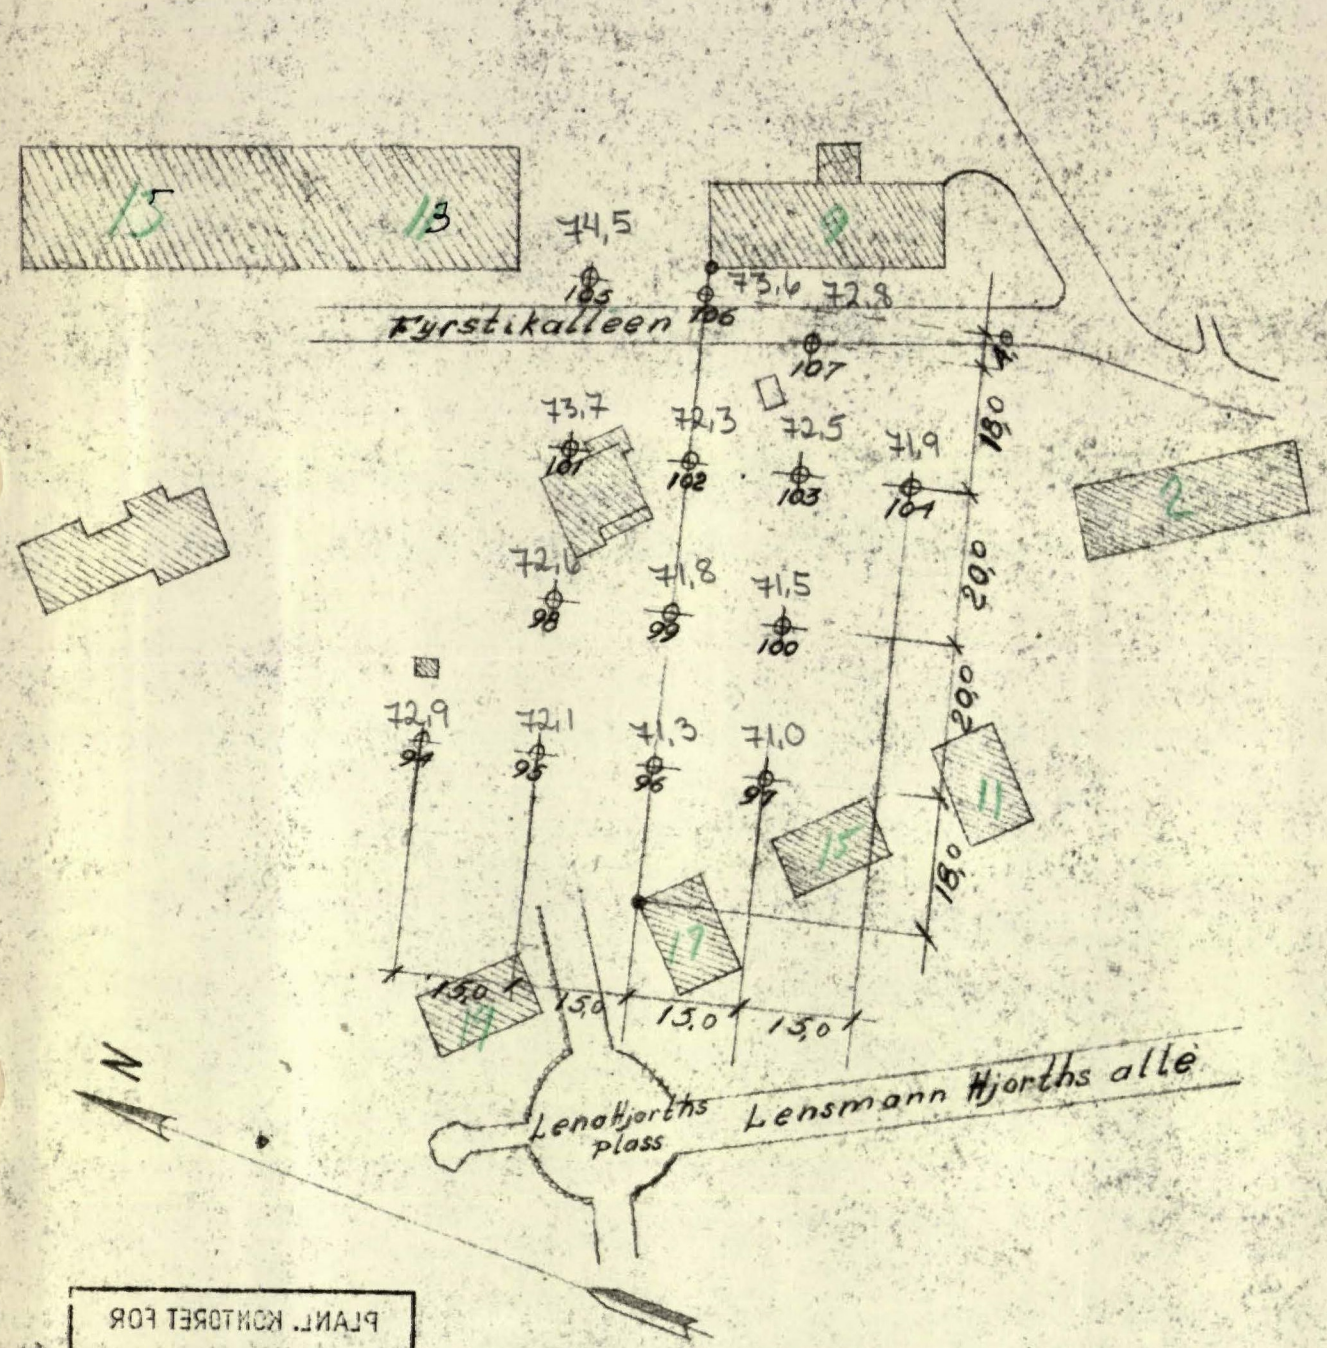 15 13 9
74,5
105
73,6 72,8
106
Fyrstikalleen
107
4,0
73,7 72,3 72,5 71,9
101 102 103 104
18,0
2
72,6 71,8 71,5
98 99 100
20,0
20,0
72,9 72,1 71,3 71,0
94 95 96 97
11
15
18,0
17
15,0 15,0 15,0 15,0
19
N
LenaHjorths
plass
Lensmann Hjorths alle
PLANL. KONTORET FOR